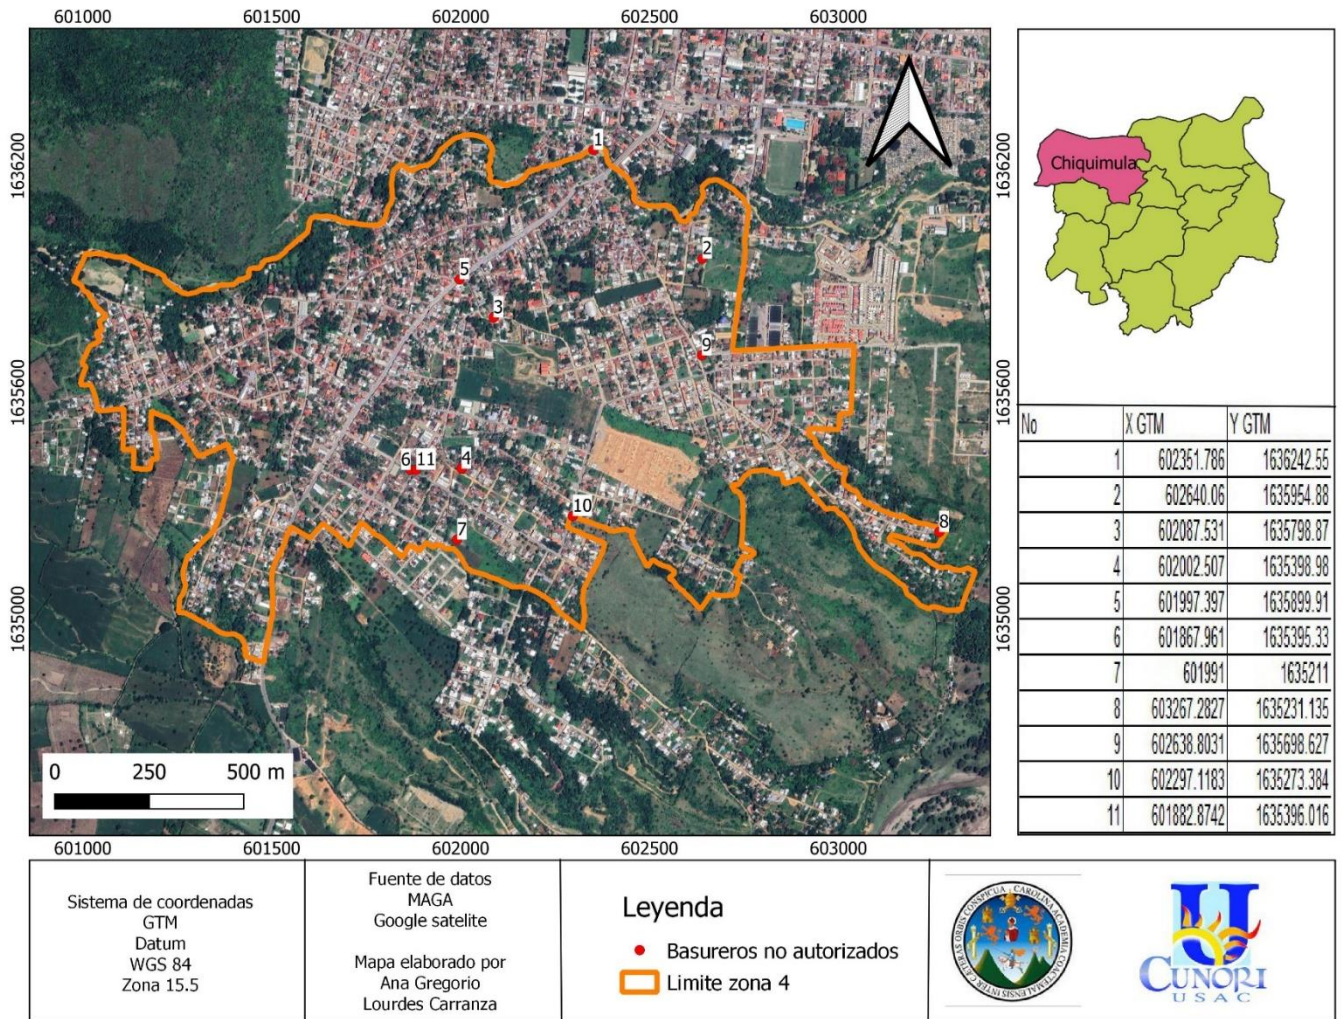 601000 601500 602000 602500 603000
1636200
1635600
1635000
1
2
5
3
9
6 11 4
10
7
8
0 250 500 m
601000 601500 602000 602500 603000
1636200
1635600
1635000
Chiquimula
No X GTM Y GTM
1 602351.786 1636242.55
2 602640.06 1635954.88
3 602087.531 1635798.87
4 602002.507 1635398.98
5 601997.397 1635899.91
6 601867.961 1635395.33
7 601991 1635211
8 603267.2827 1635231.135
9 602638.8031 1635698.627
10 602297.1183 1635273.384
11 601882.8742 1635396.016
Sistema de coordenadas
GTM
Datum
WGS 84
Zona 15.5
Fuente de datos
MAGA
Google satelite
Mapa elaborado por
Ana Gregorio
Lourdes Carranza
Leyenda
Basureros no autorizados
Limite zona 4
U
CUNORI
USAC